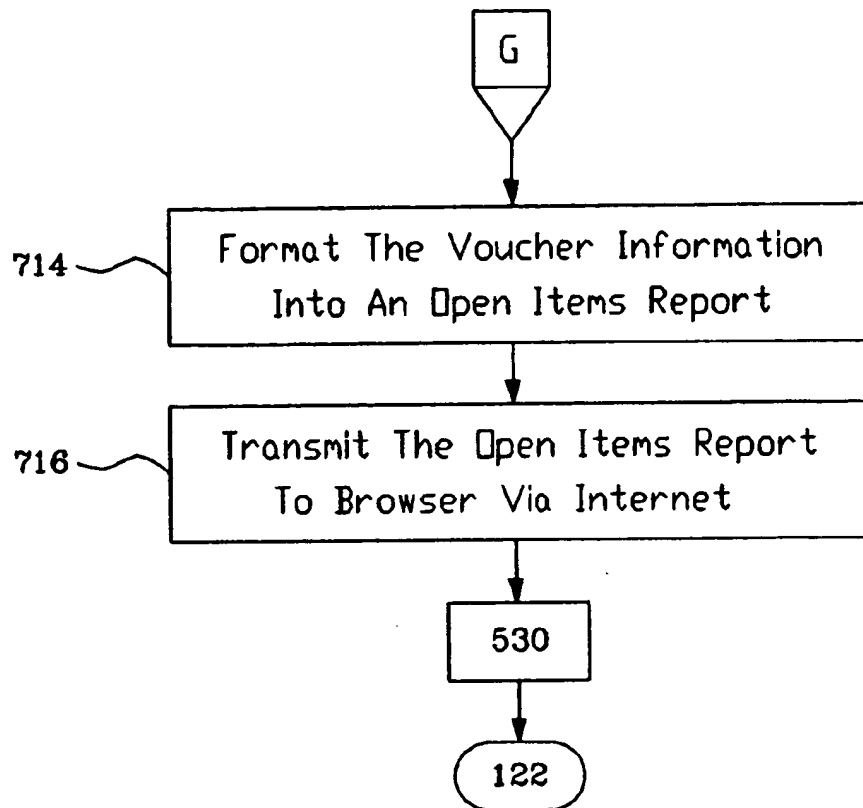 G
714
Format The Voucher Information
Into An Open Items Report
716
Transmit The Open Items Report
To Browser Via Internet
530
122